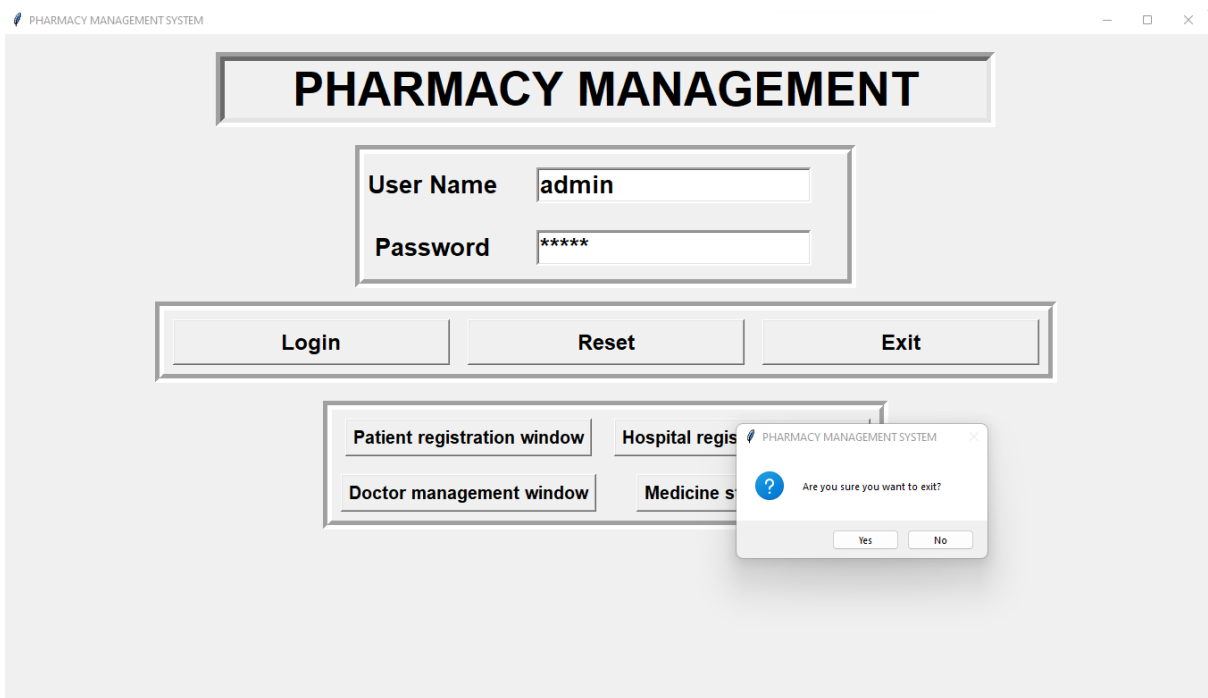 PHARMACY MANAGEMENT SYSTEM
PHARMACY MANAGEMENT
User Name admin
Password *****
Login Reset Exit
Patient registration window Hospital
Doctor management window Medicine
PHARMACY MANAGEMENT SYSTEM
Are you sure you want to exit?
Yes No